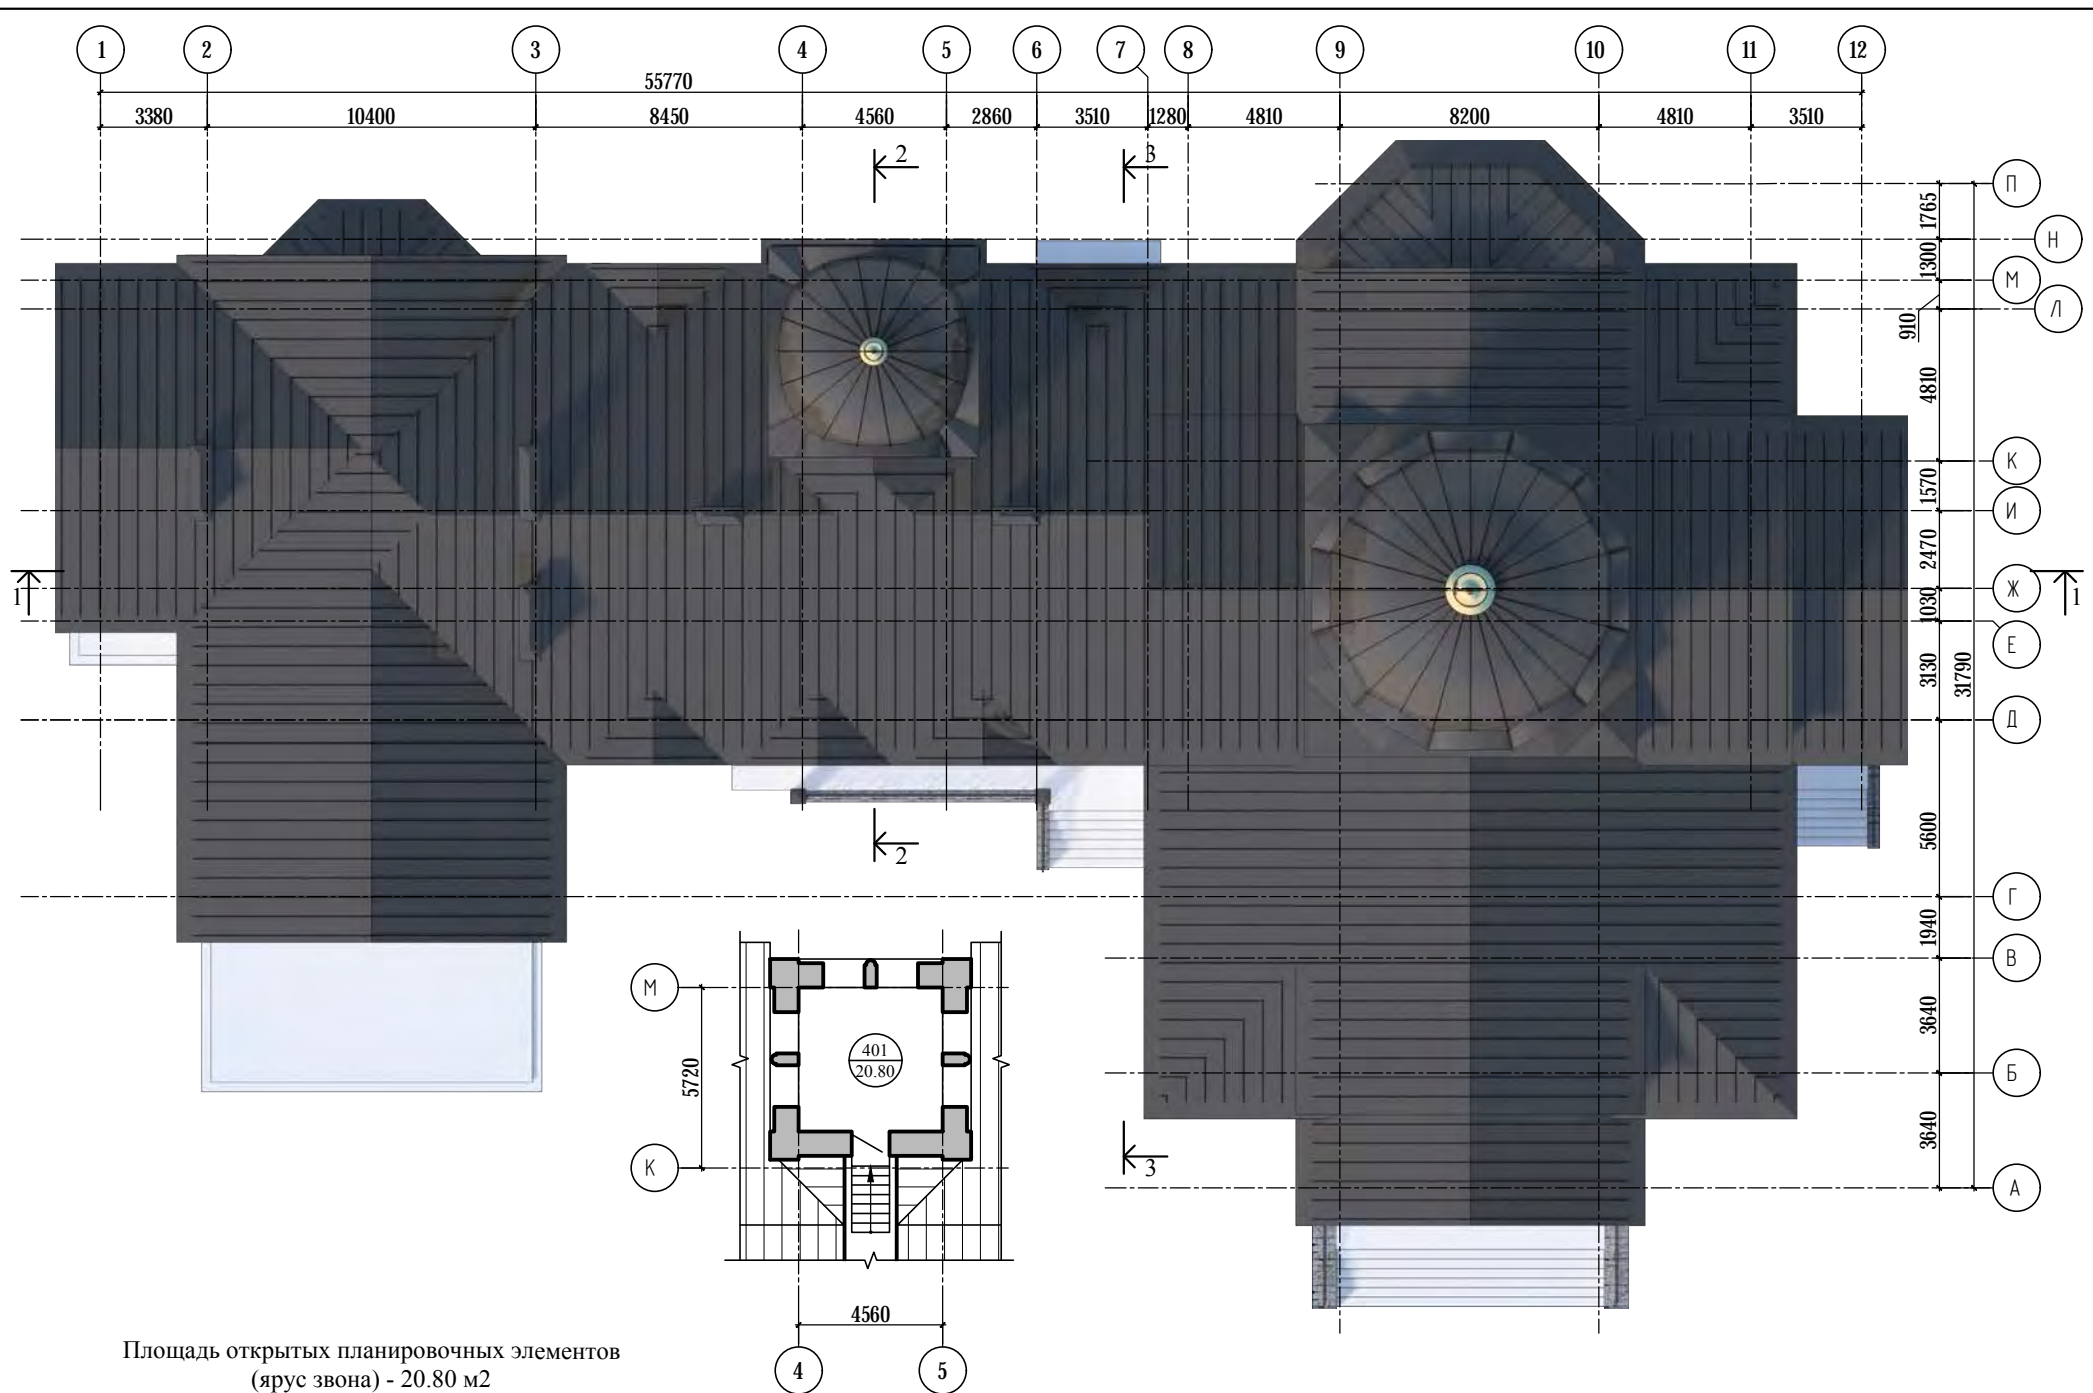 1 2 3 4 5 6 7 8 9 10 11 12
55770
3380 10400 8450 4560 2860 3510 1280 4810 8200 4810 3510
2 3
П
1765
Н
1300
М
Л
910
4810
К
1570
И
2470
1 Ж 1
1030
Е
3130
31790
Д
5600
2
Г
1940
В
3640
Б
3640
3
А
М
401
20.80
5720
К
4560
4 5
Площадь открытых планировочных элементов
(ярус звона) - 20.80 м2